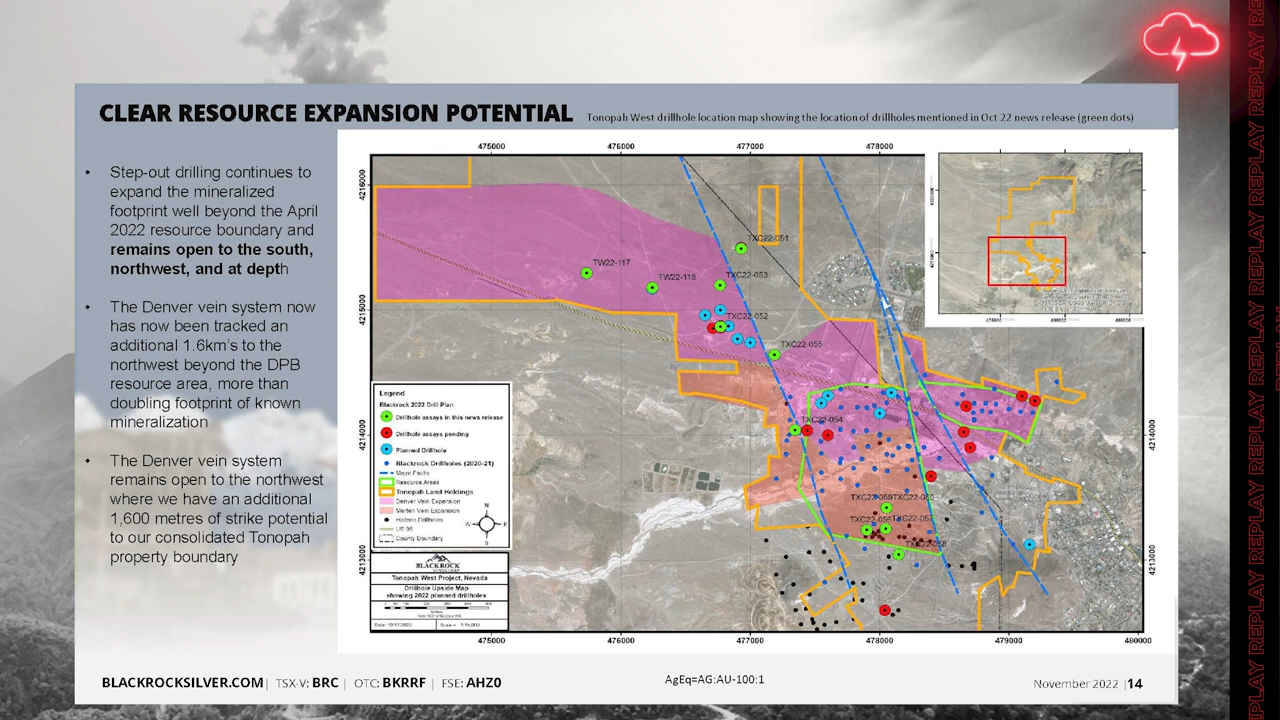 CLEAR RESOURCE EXPANSION POTENTIAL
Tonopah West drillhole location map showing the location of drillholes mentioned in Oct 22 news release (green dots)
• Step-out drilling continues to
expand the mineralized
footprint well beyond the April
2022 resource boundary and
remains open to the south,
northwest, and at depth
• The Denver vein system now
has now been tracked an
additional 1.6km's to the
northwest beyond the DPB
resource area, more than
doubling footprint of known
mineralization
• The Denver vein system
remains open to the northwest
where we have an additional
1,600 metres of strike potential
to our consolidated Tonopah
property boundary
475000 476000 477000 478000
4216000
4215000
4214000
4213000
TXC22-051
TW22-117
TW22-118
TXC22-053
TXC22-052
TXC22-055
TXC22-054
TXC22-057
Legend
Blackrock 2022 Drill Plan
Drillhole assays in this news release
Drillhole assays pending
Planned Drillhole
Blackrock Drillholes (2020-21)
Major Faults
Resource Areas
Tonopah Land Holdings
Denver Vein Expansion
Merten Vein Expansion
Historic Drillholes
US 95
County Boundary
N
W E
S
BLACKROCK
Tonopah West Project, Nevada
Drillhole Upside Map
showing 2022 planned drillholes
4214000
4213000
475000 476000 477000 478000 479000 480000
BLACKROCKSILVER.COM| TSX-V: BRC | OTC: BKRRF | FSE: AHZ0
AgEq=AG:AU-100:1
November 2022 |14
REPLAY REPLAY REPLAY REPLAY REPLAY REPLAY